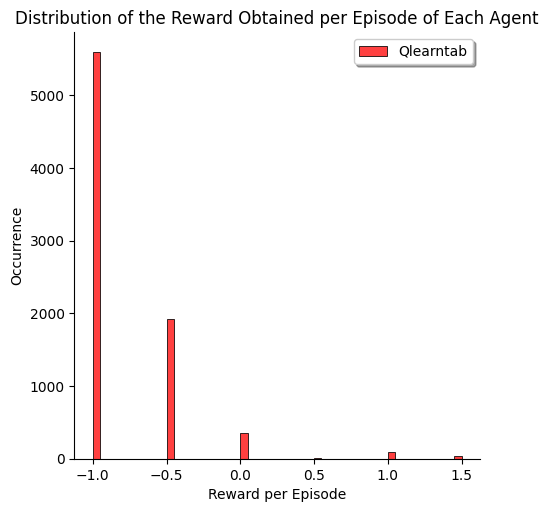 Distribution of the Reward Obtained per Episode of Each Agent
Qlearntab
5000
4000
3000
2000
1000
0
Occurrence
−1.0 −0.5 0.0 0.5 1.0 1.5
Reward per Episode